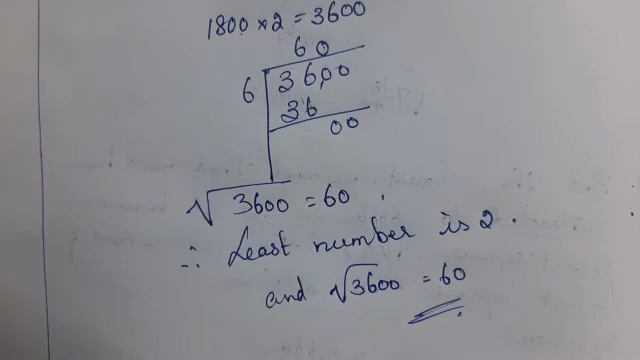 1800 × 2 = 3600
60
6 3600
36
00
√3600 = 60.
∴ Least number is 2.
and √3600 = 60